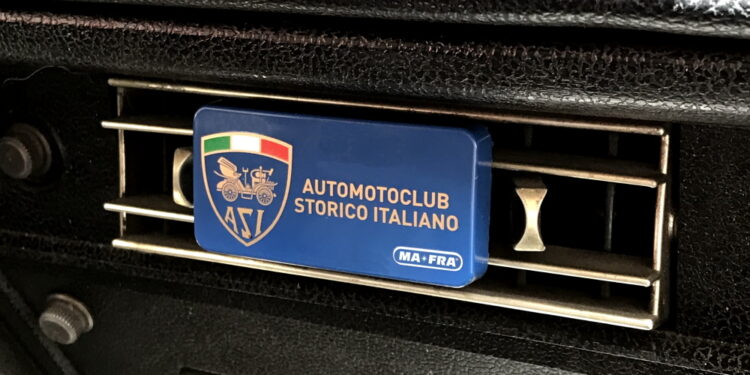 ASI
AUTOMOTOCLUB
STORICO ITALIANO
MA-FRA®